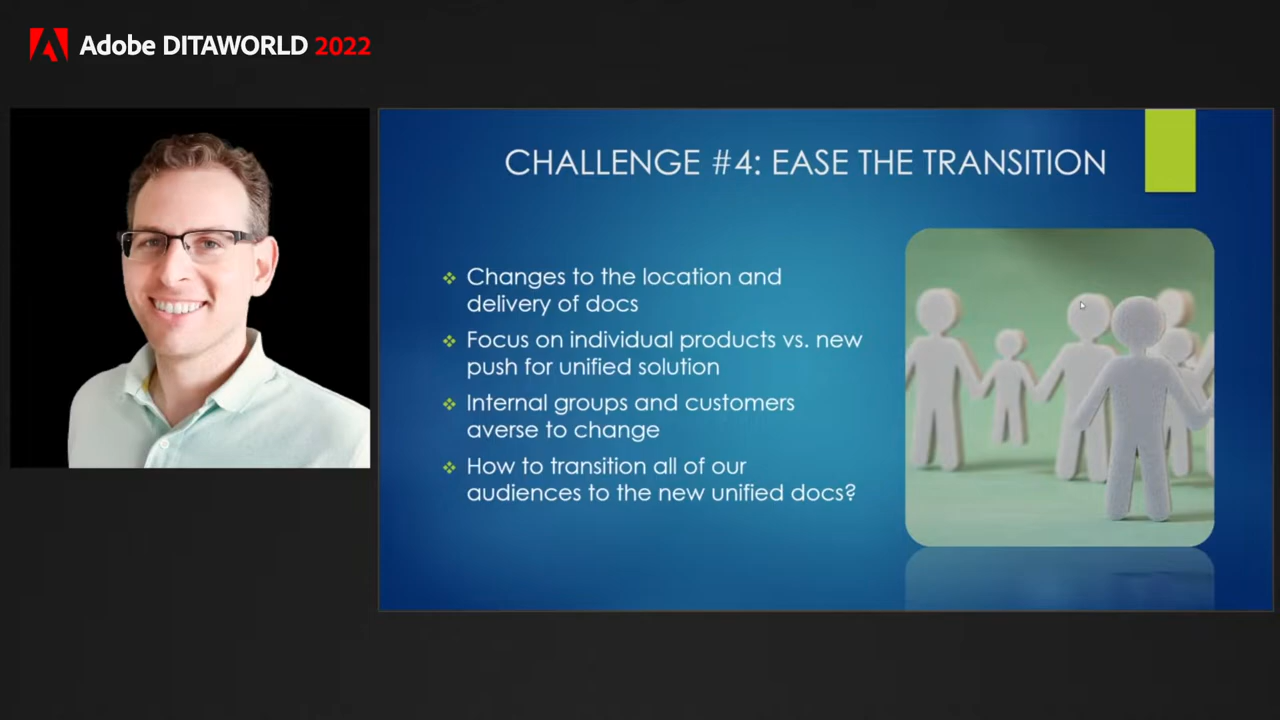 Adobe DITAWORLD 2022
CHALLENGE #4: EASE THE TRANSITION
Changes to the location and
delivery of docs
Focus on individual products vs. new
push for unified solution
Internal groups and customers
averse to change
How to transition all of our
audiences to the new unified docs?